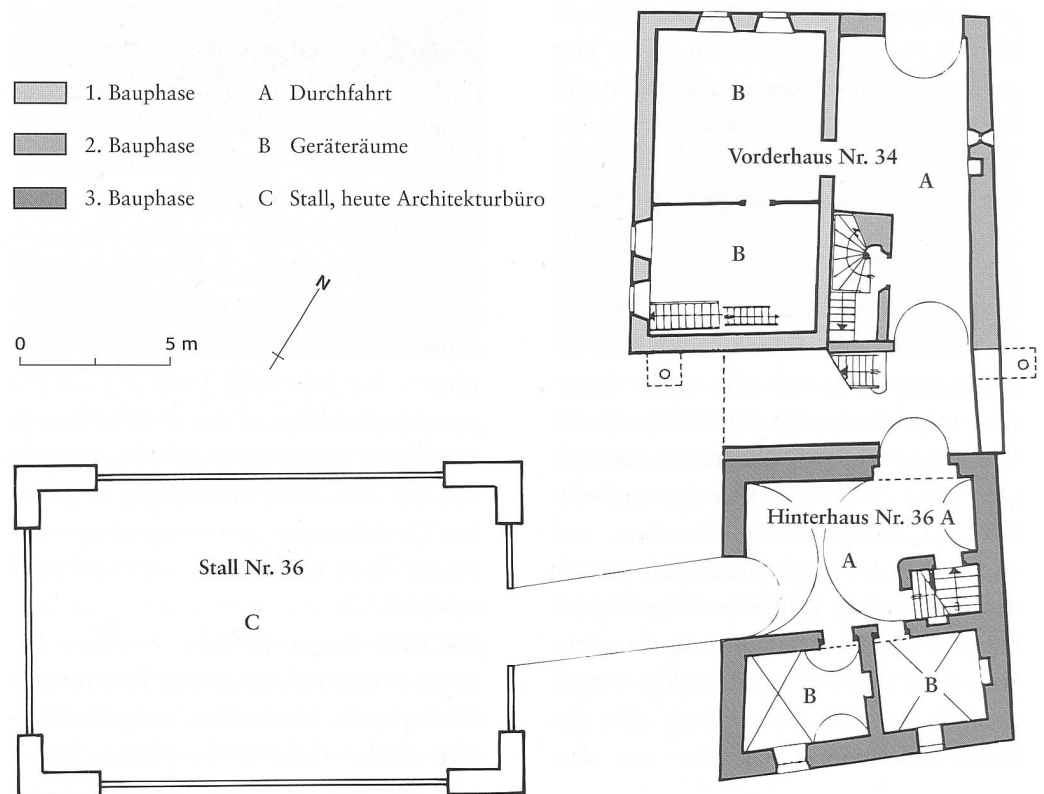 1. Bauphase A Durchfahrt
2. Bauphase B Geräteräume
3. Bauphase C Stall, heute Architekturbüro
N
0 5 m
B
Vorderhaus Nr. 34
A
B
Hinterhaus Nr. 36 A
A
Stall Nr. 36
C
B
B